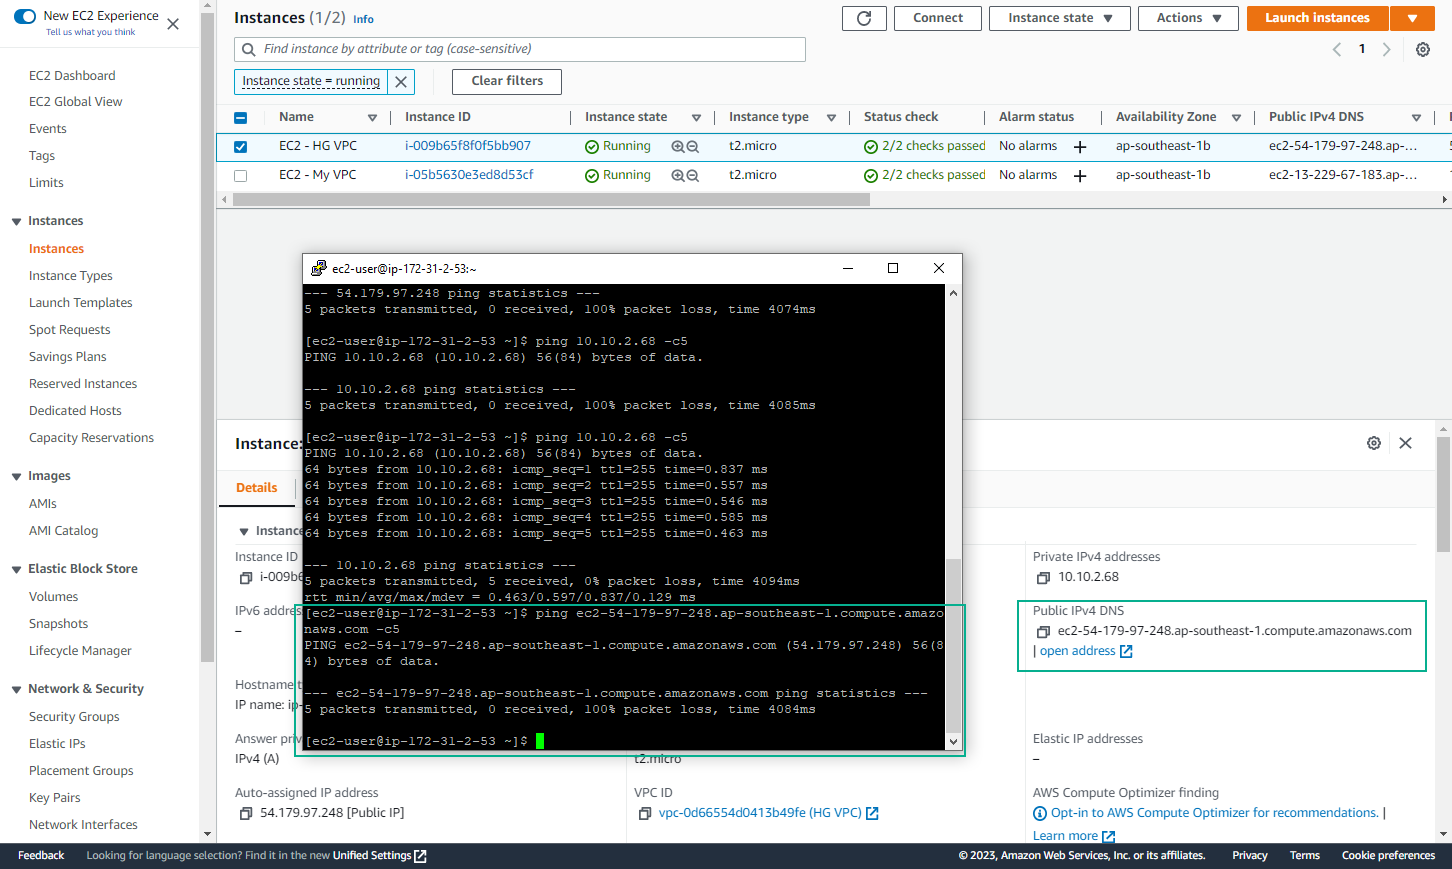 New EC2 Experience
Tell us what you think
EC2 Dashboard
EC2 Global View
Events
Tags
Limits
Instances
Instances
Instance Types
Launch Templates
Spot Requests
Savings Plans
Reserved Instances
Dedicated Hosts
Capacity Reservations
Images
AMIs
AMI Catalog
Elastic Block Store
Volumes
Snapshots
Lifecycle Manager
Network & Security
Security Groups
Elastic IPs
Placement Groups
Key Pairs
Network Interfaces
Instances (1/2) Info
Connect
Instance state
Actions
Launch instances
Find instance by attribute or tag (case-sensitive)
1
Instance state = running
Clear filters
Name Instance ID Instance state Instance type Status check Alarm status Availability Zone Public IPv4 DNS
EC2 - HG VPC i-009b65f8f0f5bb907 Running t2.micro 2/2 checks passed No alarms + ap-southeast-1b ec2-54-179-97-248.ap-...
EC2 - My VPC i-05b5630e3ed8d53cf Running t2.micro 2/2 checks passed No alarms + ap-southeast-1b ec2-13-229-67-183.ap-...
ec2-user@ip-172-31-2-53:~
--- 54.179.97.248 ping statistics ---
5 packets transmitted, 0 received, 100% packet loss, time 4074ms
[ec2-user@ip-172-31-2-53 ~]$ ping 10.10.2.68 -c5
PING 10.10.2.68 (10.10.2.68) 56(84) bytes of data.
--- 10.10.2.68 ping statistics ---
5 packets transmitted, 0 received, 100% packet loss, time 4085ms
[ec2-user@ip-172-31-2-53 ~]$ ping 10.10.2.68 -c5
PING 10.10.2.68 (10.10.2.68) 56(84) bytes of data.
64 bytes from 10.10.2.68: icmp_seq=1 ttl=255 time=0.837 ms
64 bytes from 10.10.2.68: icmp_seq=2 ttl=255 time=0.557 ms
64 bytes from 10.10.2.68: icmp_seq=3 ttl=255 time=0.546 ms
64 bytes from 10.10.2.68: icmp_seq=4 ttl=255 time=0.585 ms
64 bytes from 10.10.2.68: icmp_seq=5 ttl=255 time=0.463 ms
--- 10.10.2.68 ping statistics ---
5 packets transmitted, 5 received, 0% packet loss, time 4094ms
rtt min/avg/max/mdev = 0.463/0.597/0.837/0.129 ms
[ec2-user@ip-172-31-2-53 ~]$ ping ec2-54-179-97-248.ap-southeast-1.compute.amazo
naws.com -c5
PING ec2-54-179-97-248.ap-southeast-1.compute.amazonaws.com (54.179.97.248) 56(8
4) bytes of data.
--- ec2-54-179-97-248.ap-southeast-1.compute.amazonaws.com ping statistics ---
5 packets transmitted, 0 received, 100% packet loss, time 4084ms
[ec2-user@ip-172-31-2-53 ~]$
Instance:
Details
Instance ID
IPv6
–
Hostname
IP name:
Answer
IPv4 (A)
Auto-assigned IP address
54.179.97.248 [Public IP]
t2.micro
VPC ID
vpc-0d66554d0413b49fe (HG VPC)
Private IPv4 addresses
10.10.2.68
Public IPv4 DNS
ec2-54-179-97-248.ap-southeast-1.compute.amazonaws.com
| open address
Elastic IP addresses
–
AWS Compute Optimizer finding
Opt-in to AWS Compute Optimizer for recommendations. |
Learn more
Feedback Looking for language selection? Find it in the new Unified Settings © 2023, Amazon Web Services, Inc. or its affiliates. Privacy Terms Cookie preferences